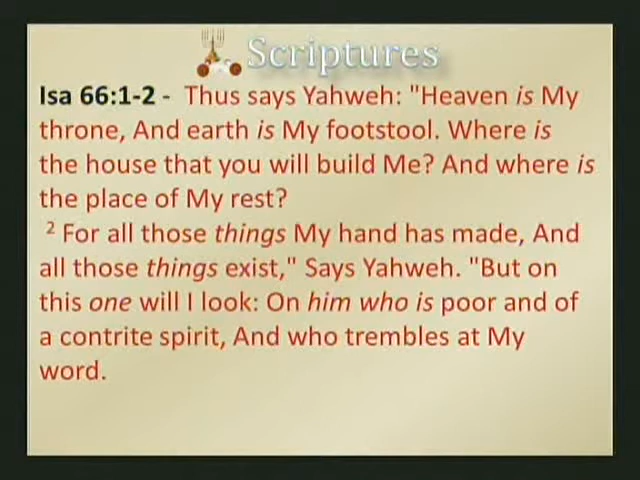 Scriptures
Isa 66:1-2 - Thus says Yahweh: "Heaven is My
throne, And earth is My footstool. Where is
the house that you will build Me? And where is
the place of My rest?
2 For all those things My hand has made, And
all those things exist," Says Yahweh. "But on
this one will I look: On him who is poor and of
a contrite spirit, And who trembles at My
word.